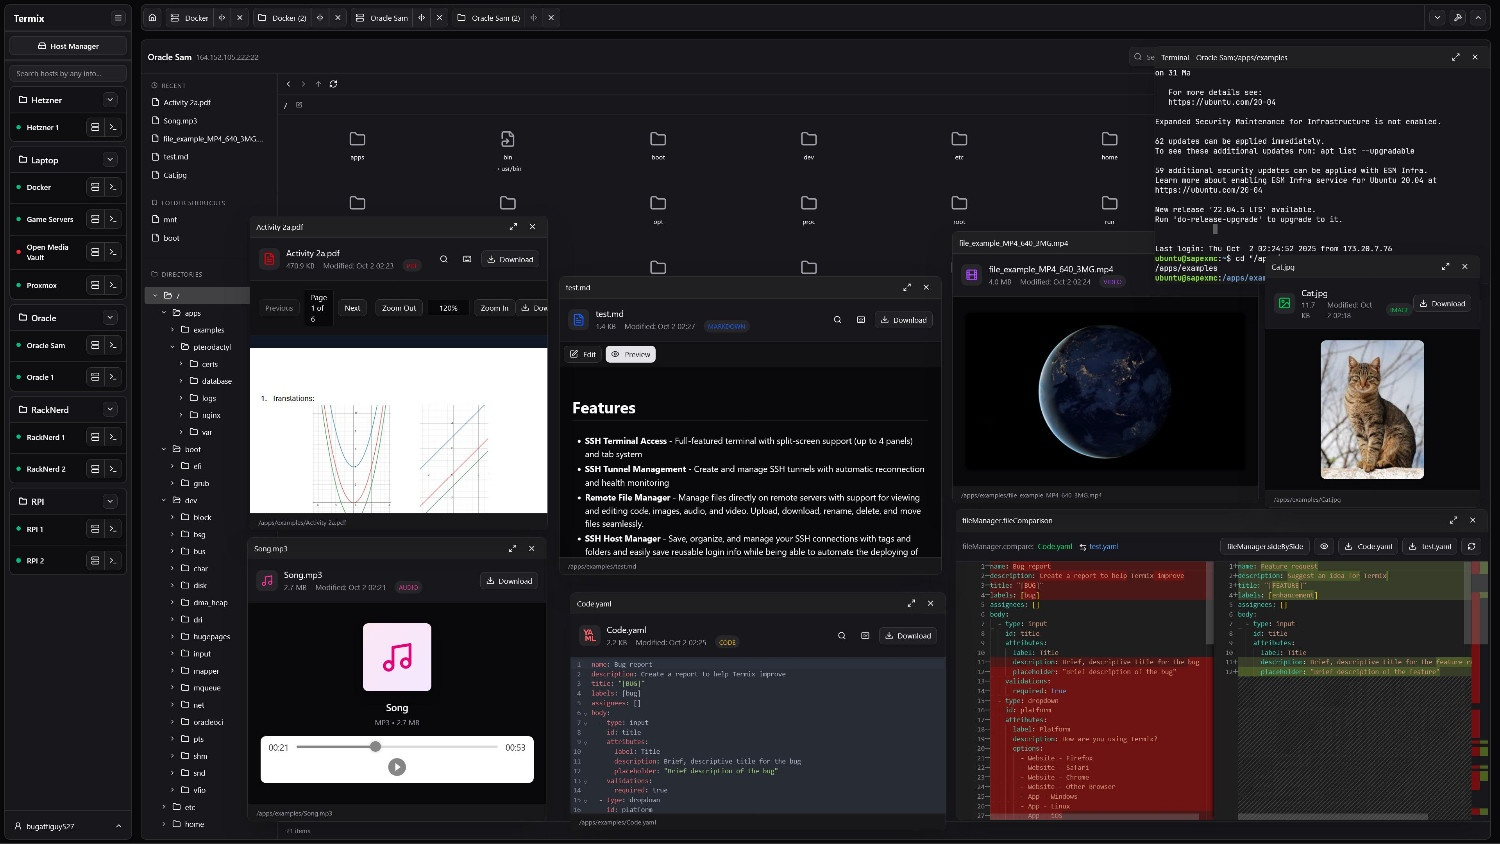 Termix
Host Manager
Search hosts by any info...
Hetzner
Hetzner 1
Laptop
Docker
Game Servers
Open Media
Vault
Proxmox
Oracle
Oracle Sam
Oracle 1
RackNerd
RackNerd 1
RackNerd 2
RPI
RPI 1
RPI 2
bugattiguy527
Docker
Docker (2)
Oracle Sam
Oracle Sam (2)
Oracle Sam 164.152.105.222:22
RECENT
Activity 2a.pdf
Song.mp3
file_example_MP4_640_3MG...
test.md
Cat.jpg
FOLDER SHORTCUTS
mnt
boot
DIRECTORIES
/
apps
examples
pterodactyl
certs
database
logs
nginx
var
boot
efi
grub
dev
block
bsg
bus
char
disk
dma_heap
dri
hugepages
input
mapper
mqueue
net
oracleoci
pts
shm
snd
vfio
etc
home
/
apps
bin
usr/bin
boot
dev
etc
home
opt
proc
root
run
21 items
Activity 2a.pdf
Activity 2a.pdf
470.9 KB Modified: Oct 2 02:23 PDF
Download
Previous
Page
1 of
6
Next
Zoom Out
120%
Zoom In
Dow
1. Translations:
/apps/examples/Activity 2a.pdf
Song.mp3
Song.mp3
2.7 MB Modified: Oct 2 02:21 AUDIO
Download
Song
MP3 • 2.7 MB
00:21
00:53
/apps/examples/Song.mp3
test.md
test.md
1.4 KB Modified: Oct 2 02:27 MARKDOWN
Download
Edit
Preview
Features
• SSH Terminal Access - Full-featured terminal with split-screen support (up to 4 panels)
and tab system
• SSH Tunnel Management - Create and manage SSH tunnels with automatic reconnection
and health monitoring
• Remote File Manager - Manage files directly on remote servers with support for viewing
and editing code, images, audio, and video. Upload, download, rename, delete, and move
files seamlessly.
• SSH Host Manager - Save, organize, and manage your SSH connections with tags and
folders and easily save reusable login info while being able to automate the deploying of
/apps/examples/test.md
Code.yaml
YAML
Code.yaml
2.2 KB Modified: Oct 2 02:25 CODE
Download
1 name: Bug report
2 description: Create a report to help Termix improve
3 title: "[BUG]"
4 labels: [bug]
5 assignees: []
6 body:
7 - type: input
8 id: title
9 attributes:
10 label: Title
11 description: Brief, descriptive title for the bug
12 placeholder: "Brief description of the bug"
13 validations:
14 required: true
15 - type: dropdown
16 id: platform
/apps/examples/Code.yaml
Se
Terminal - Oracle Sam:/apps/examples
on 31 Ma
For more details see:
https://ubuntu.com/20-04
Expanded Security Maintenance for Infrastructure is not enabled.
62 updates can be applied immediately.
To see these additional updates run: apt list --upgradable
59 additional security updates can be applied with ESM Infra.
Learn more about enabling ESM Infra service for Ubuntu 20.04 at
https://ubuntu.com/20-04
New release '22.04.5 LTS' available.
Run 'do-release-upgrade' to upgrade to it.
Last login: Thu Oct 2 02:24:52 2025 from 173.20.7.76
ubuntu@sapexmc:~$ cd "/ap
/apps/examples
ubuntu@sapexmc:/apps/exam
file_example_MP4_640_3MG.mp4
file_example_MP4_640_3MG.mp4
4.0 MB Modified: Oct 2 02:24 VIDEO
/apps/examples/file_example_MP4_640_3MG.mp4
Cat.jpg
Cat.jpg
11.7 KB
Modified: Oct 2 02:18
IMAGE
Download
/apps/examples/Cat.jpg
fileManager.fileComparison
fileManager.compare: Code.yaml test.yaml
fileManager.sideBySide
Code.yaml
test.yaml
1 name: Bug report
2 description: Create a report to help Termix improve
3 title: "[BUG]"
4 labels: [bug]
5 assignees: []
6 body:
7 - type: input
8 id: title
9 attributes:
10 label: Title
11 description: Brief, descriptive title for the bug
12 placeholder: "Brief description of the bug"
13 validations:
14 required: true
15 - type: dropdown
16 id: platform
17 attributes:
18 label: Platform
19 description: How are you using Termix?
20 options:
21 - Website - Firefox
22 - Website - Safari
23 - Website - Chrome
24 - Website - Other Browser
25 - App - Windows
26 - App - Linux
27 - App - iOS
1+ name: Feature request
2+ description: Suggest an idea for Termix
3+ title: "[FEATURE]"
4+ labels: [enhancement]
5 assignees: []
6 body:
7 - type: input
8 id: title
9 attributes:
10 label: Title
11+ description: Brief, descriptive title for the feature r
12+ placeholder: "Brief description of the feature"